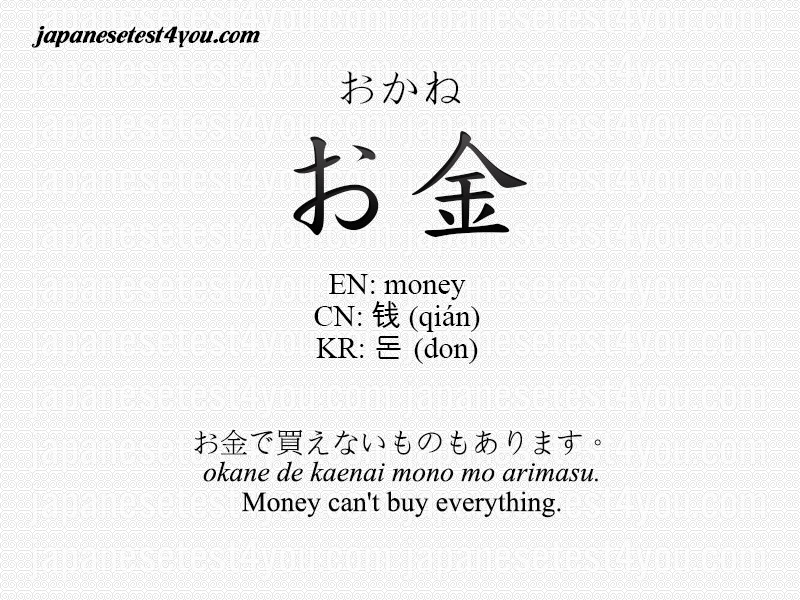 japanesetest4you.com
おかね
お金
EN: money
CN: 钱 (qián)
KR: 돈 (don)
お金で買えないものもあります。
okane de kaenai mono mo arimasu.
Money can't buy everything.